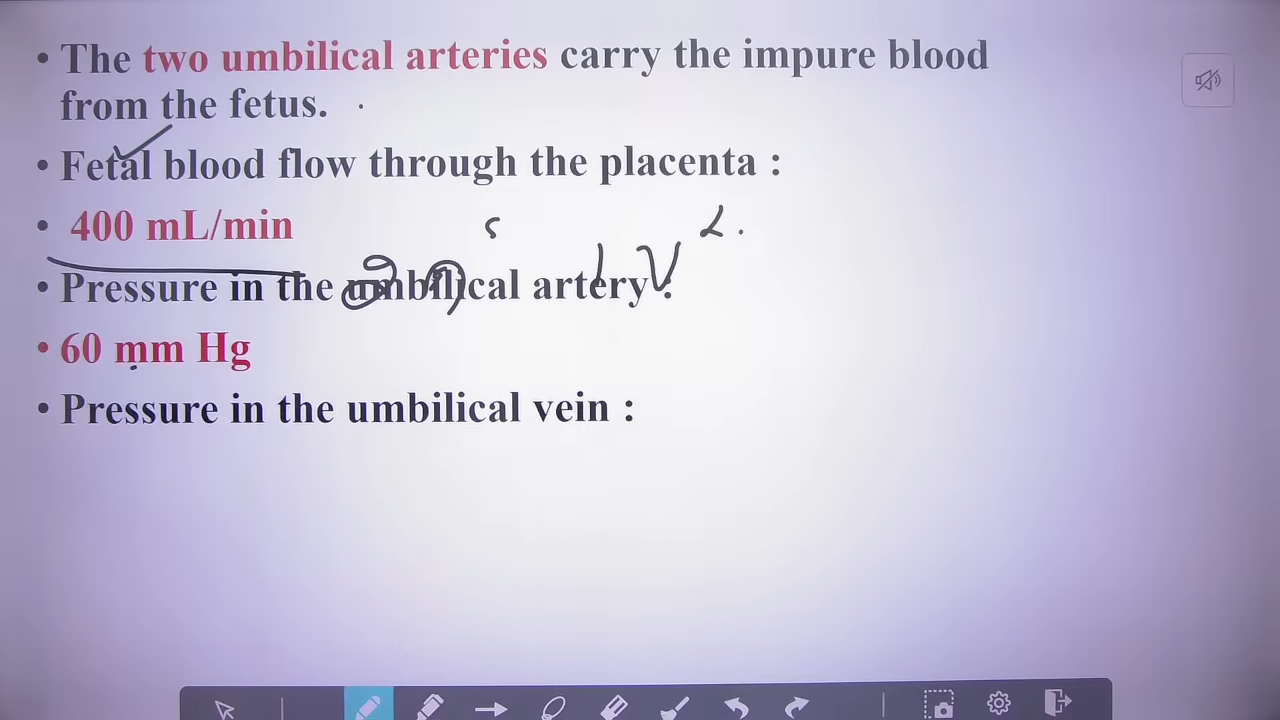 • The two umbilical arteries carry the impure blood
from the fetus.
• Fetal blood flow through the placenta :
• 400 mL/min
• Pressure in the umbilical artery :
• 60 mm Hg
• Pressure in the umbilical vein :